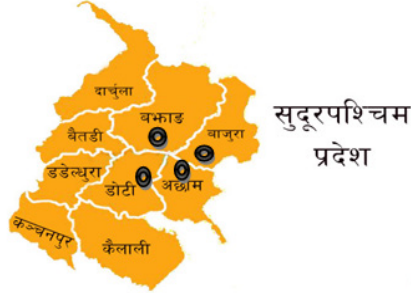 दार्चुला
बझाङ
बाजुरा
बैतडी
डडेल्धुरा
डोटी
अछाम
कञ्चनपुर
कैलाली
सुदूरपश्चिम
प्रदेश